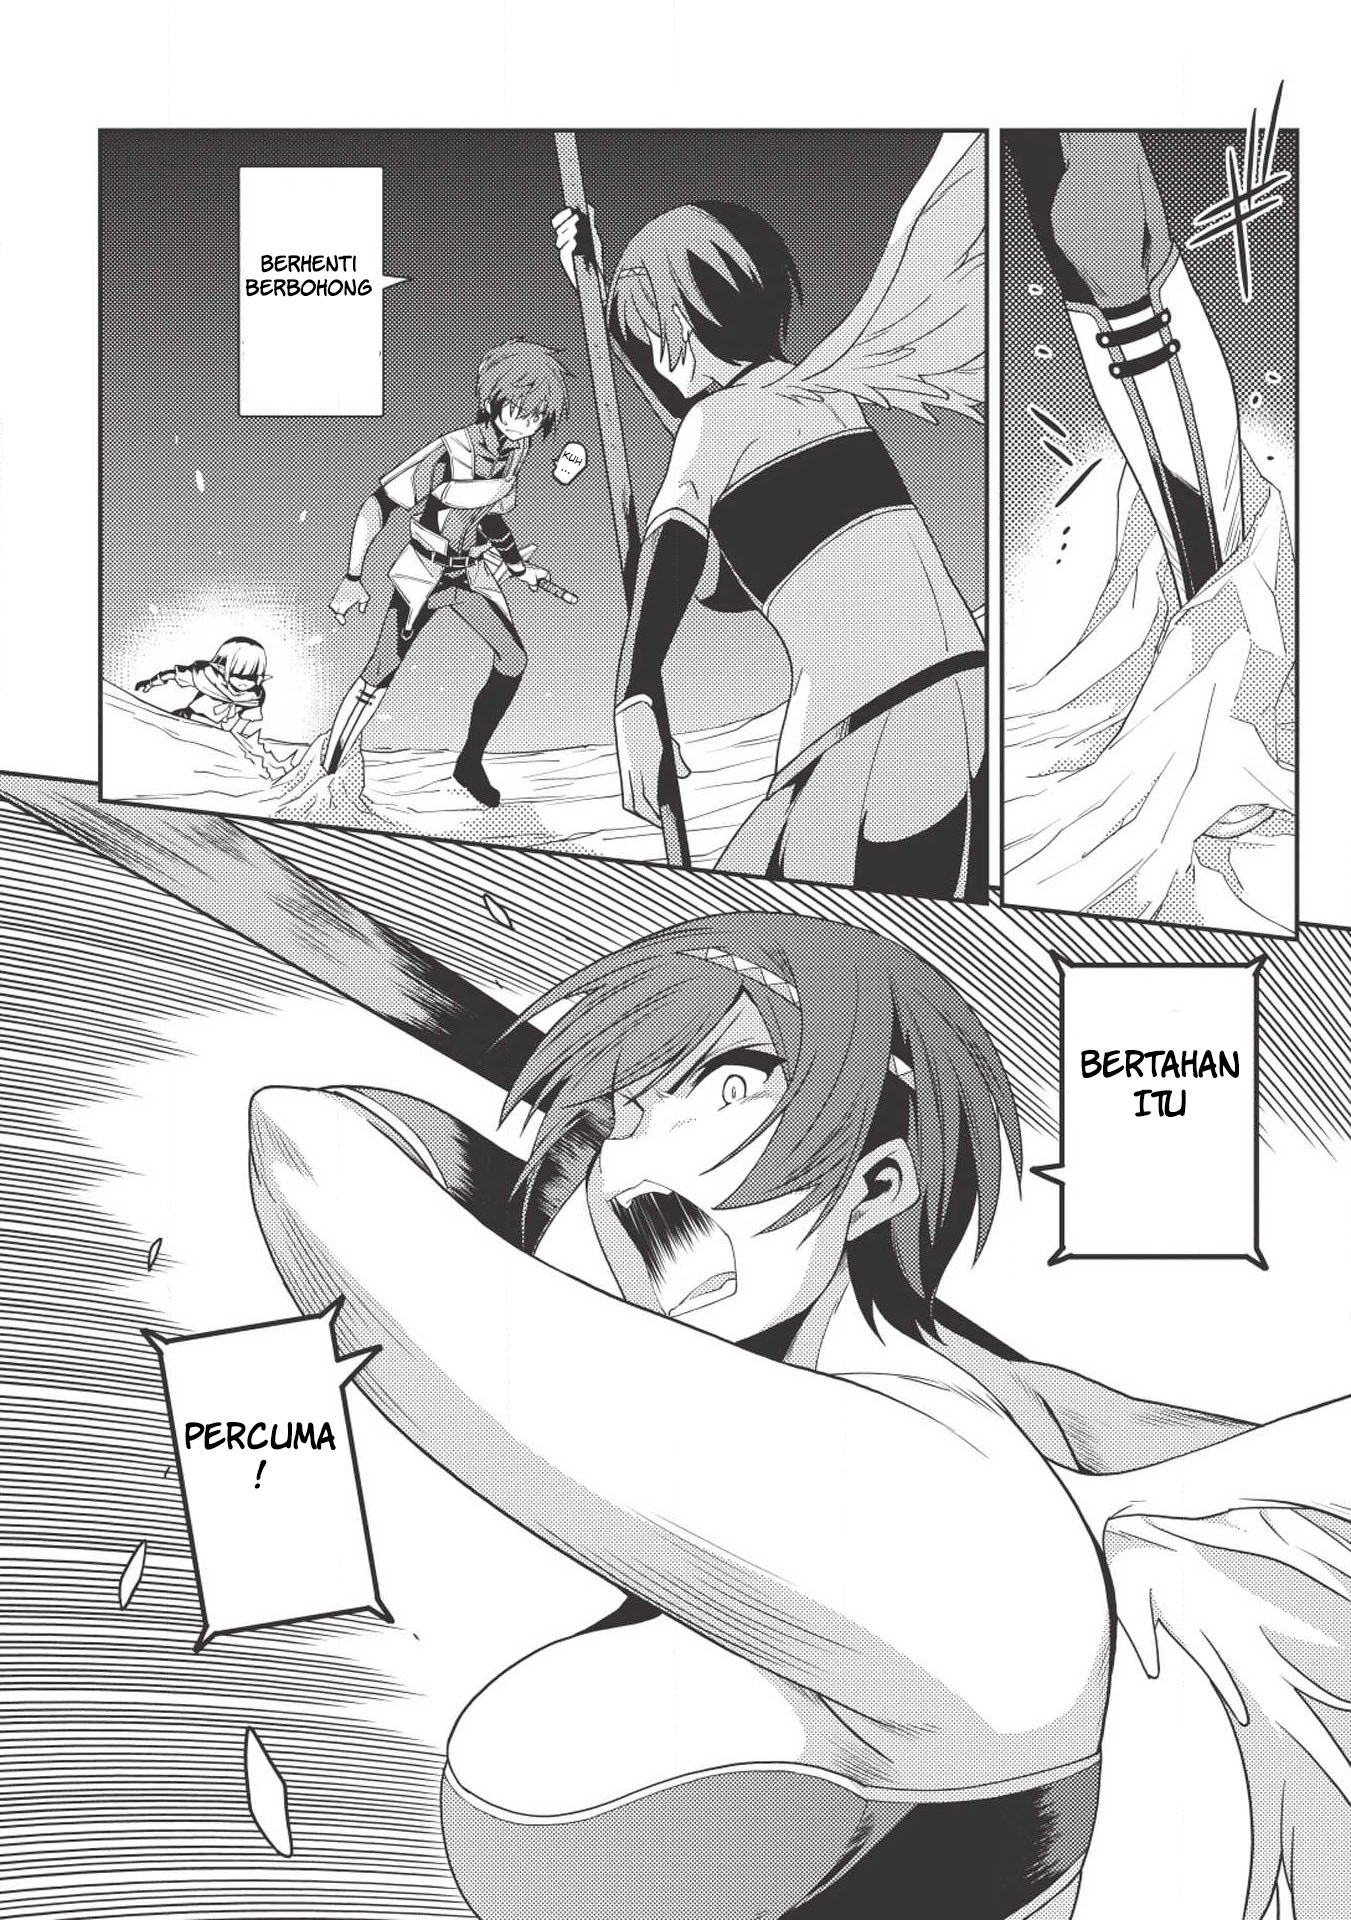 BERHENTI
BERBOHONG
KUH
...
BERTAHAN
ITU
PERCUMA
!